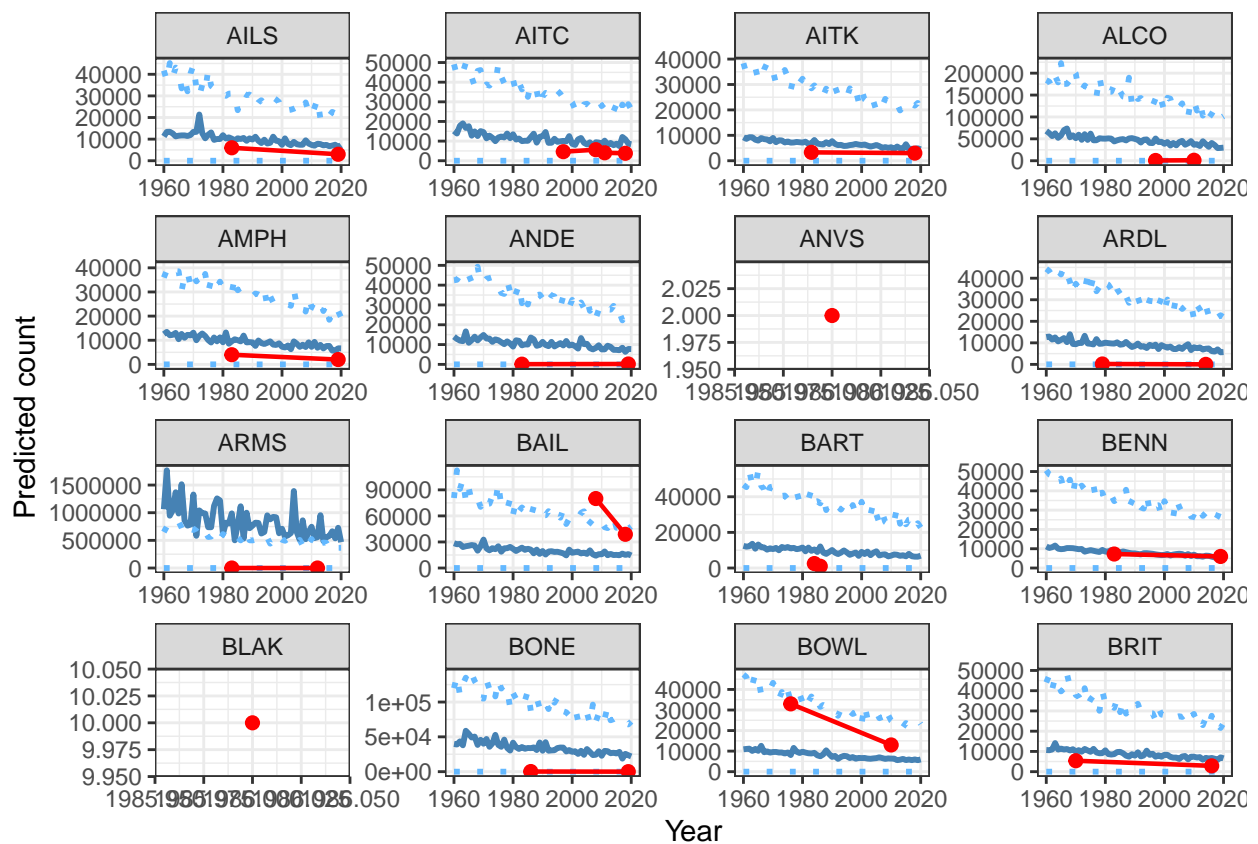 Predicted count
AILS
40000
30000
20000
10000
0
1960 1980 2000 2020
AITC
50000
40000
30000
20000
10000
0
1960 1980 2000 2020
AITK
40000
30000
20000
10000
0
1960 1980 2000 2020
ALCO
200000
150000
100000
50000
0
1960 1980 2000 2020
AMPH
40000
30000
20000
10000
0
1960 1980 2000 2020
ANDE
50000
40000
30000
20000
10000
0
1960 1980 2000 2020
ANVS
2.025
2.000
1.975
1.950
ARDL
40000
30000
20000
10000
0
1960 1980 2000 2020
ARMS
1500000
1000000
500000
0
1960 1980 2000 2020
BAIL
90000
60000
30000
0
1960 1980 2000 2020
BART
40000
20000
0
1960 1980 2000 2020
BENN
50000
40000
30000
20000
10000
0
1960 1980 2000 2020
BLAK
10.050
10.025
10.000
9.975
9.950
BONE
1e+05
5e+04
0e+00
1960 1980 2000 2020
BOWL
40000
30000
20000
10000
0
1960 1980 2000 2020
BRIT
50000
40000
30000
20000
10000
0
1960 1980 2000 2020
Year